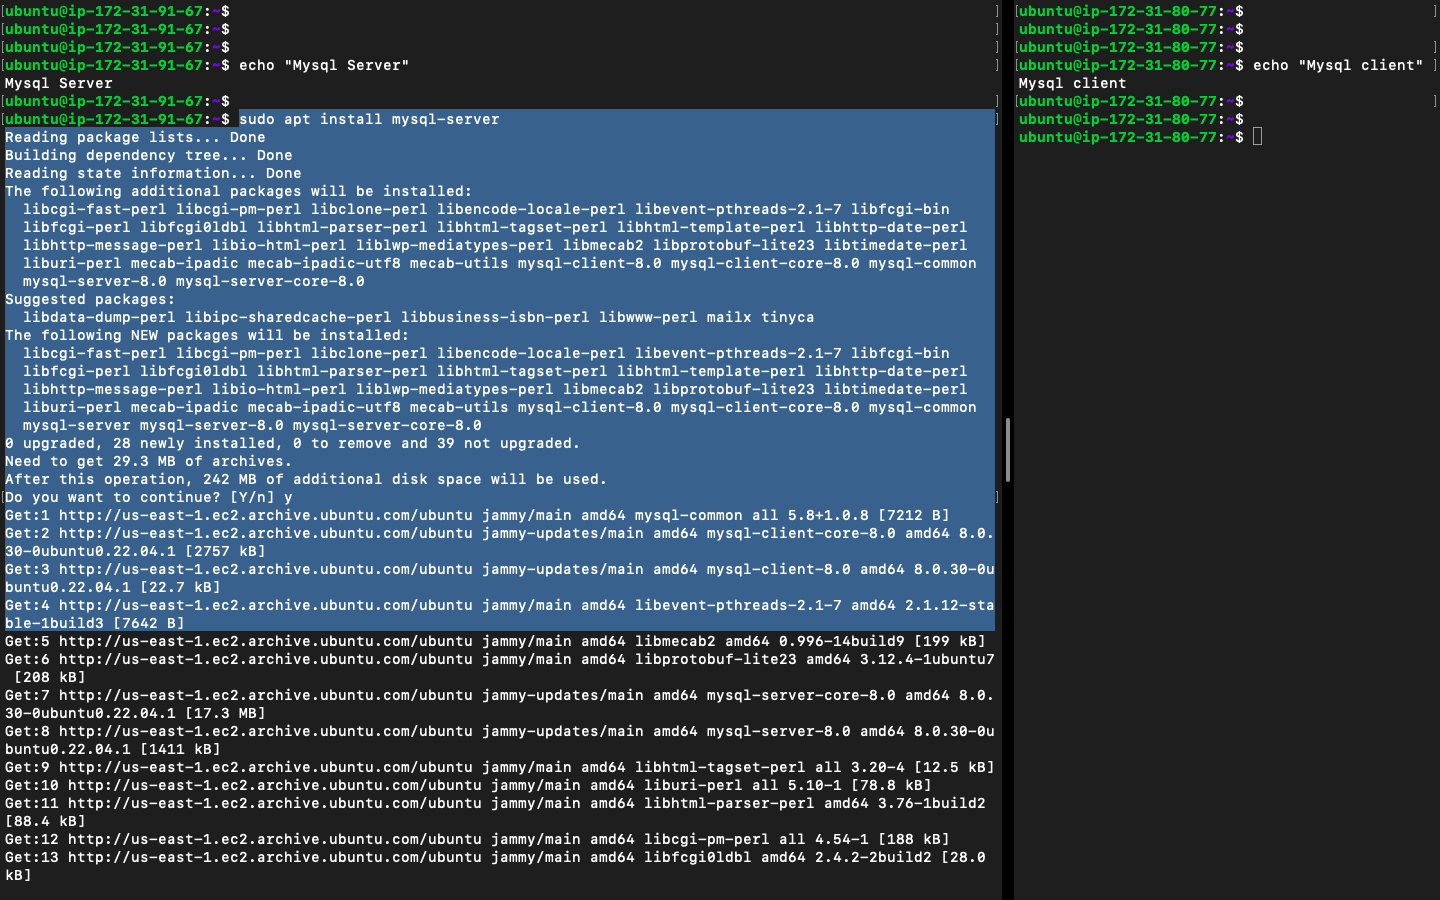 ubuntu@ip-172-31-91-67:~$
ubuntu@ip-172-31-91-67:~$
ubuntu@ip-172-31-91-67:~$
ubuntu@ip-172-31-91-67:~$ echo "Mysql Server"
Mysql Server
ubuntu@ip-172-31-91-67:~$
ubuntu@ip-172-31-91-67:~$ sudo apt install mysql-server
Reading package lists... Done
Building dependency tree... Done
Reading state information... Done
The following additional packages will be installed:
  libcgi-fast-perl libcgi-pm-perl libclone-perl libencode-locale-perl libevent-pthreads-2.1-7 libfcgi-bin
  libfcgi-perl libfcgi0ldbl libhtml-parser-perl libhtml-tagset-perl libhtml-template-perl libhttp-date-perl
  libhttp-message-perl libio-html-perl liblwp-mediatypes-perl libmecab2 libprotobuf-lite23 libtimedate-perl
  liburi-perl mecab-ipadic mecab-ipadic-utf8 mecab-utils mysql-client-8.0 mysql-client-core-8.0 mysql-common
  mysql-server-8.0 mysql-server-core-8.0
Suggested packages:
  libdata-dump-perl libipc-sharedcache-perl libbusiness-isbn-perl libwww-perl mailx tinyca
The following NEW packages will be installed:
  libcgi-fast-perl libcgi-pm-perl libclone-perl libencode-locale-perl libevent-pthreads-2.1-7 libfcgi-bin
  libfcgi-perl libfcgi0ldbl libhtml-parser-perl libhtml-tagset-perl libhtml-template-perl libhttp-date-perl
  libhttp-message-perl libio-html-perl liblwp-mediatypes-perl libmecab2 libprotobuf-lite23 libtimedate-perl
  liburi-perl mecab-ipadic mecab-ipadic-utf8 mecab-utils mysql-client-8.0 mysql-client-core-8.0 mysql-common
  mysql-server mysql-server-8.0 mysql-server-core-8.0
0 upgraded, 28 newly installed, 0 to remove and 39 not upgraded.
Need to get 29.3 MB of archives.
After this operation, 242 MB of additional disk space will be used.
Do you want to continue? [Y/n] y
Get:1 http://us-east-1.ec2.archive.ubuntu.com/ubuntu jammy/main amd64 mysql-common all 5.8+1.0.8 [7212 B]
Get:2 http://us-east-1.ec2.archive.ubuntu.com/ubuntu jammy-updates/main amd64 mysql-client-core-8.0 amd64 8.0.
30-0ubuntu0.22.04.1 [2757 kB]
Get:3 http://us-east-1.ec2.archive.ubuntu.com/ubuntu jammy-updates/main amd64 mysql-client-8.0 amd64 8.0.30-0u
buntu0.22.04.1 [22.7 kB]
Get:4 http://us-east-1.ec2.archive.ubuntu.com/ubuntu jammy/main amd64 libevent-pthreads-2.1-7 amd64 2.1.12-sta
ble-1build3 [7642 B]
Get:5 http://us-east-1.ec2.archive.ubuntu.com/ubuntu jammy/main amd64 libmecab2 amd64 0.996-14build9 [199 kB]
Get:6 http://us-east-1.ec2.archive.ubuntu.com/ubuntu jammy/main amd64 libprotobuf-lite23 amd64 3.12.4-1ubuntu7
 [208 kB]
Get:7 http://us-east-1.ec2.archive.ubuntu.com/ubuntu jammy-updates/main amd64 mysql-server-core-8.0 amd64 8.0.
30-0ubuntu0.22.04.1 [17.3 MB]
Get:8 http://us-east-1.ec2.archive.ubuntu.com/ubuntu jammy-updates/main amd64 mysql-server-8.0 amd64 8.0.30-0u
buntu0.22.04.1 [1411 kB]
Get:9 http://us-east-1.ec2.archive.ubuntu.com/ubuntu jammy/main amd64 libhtml-tagset-perl all 3.20-4 [12.5 kB]
Get:10 http://us-east-1.ec2.archive.ubuntu.com/ubuntu jammy/main amd64 liburi-perl all 5.10-1 [78.8 kB]
Get:11 http://us-east-1.ec2.archive.ubuntu.com/ubuntu jammy/main amd64 libhtml-parser-perl amd64 3.76-1build2
[88.4 kB]
Get:12 http://us-east-1.ec2.archive.ubuntu.com/ubuntu jammy/main amd64 libcgi-pm-perl all 4.54-1 [188 kB]
Get:13 http://us-east-1.ec2.archive.ubuntu.com/ubuntu jammy/main amd64 libfcgi0ldbl amd64 2.4.2-2build2 [28.0
kB]
ubuntu@ip-172-31-80-77:~$
ubuntu@ip-172-31-80-77:~$
ubuntu@ip-172-31-80-77:~$
ubuntu@ip-172-31-80-77:~$ echo "Mysql client"
Mysql client
ubuntu@ip-172-31-80-77:~$
ubuntu@ip-172-31-80-77:~$
ubuntu@ip-172-31-80-77:~$